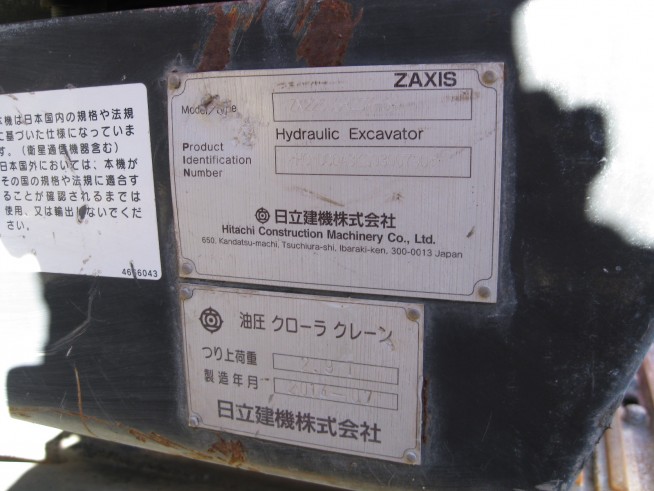 本機は日本国内の規格や法規
に基づいた仕様になっていま
す。(衛星通信機器含む)
日本国外においては、本機が
その国の規格や法規に適合す
ることが確認されるまでは
使用、又は輸出しないでくだ
さい。
4656043
ZAXIS
Model/Type
Hydraulic Excavator
Product
Identification
Number
日立建機株式会社
Hitachi Construction Machinery Co., Ltd.
650, Kandatsu-machi, Tsuchiura-shi, Ibaraki-ken, 300-0013 Japan
油圧 クローラ クレーン
つり上荷重 2.9T
製造年月 2014-07
日立建機株式会社